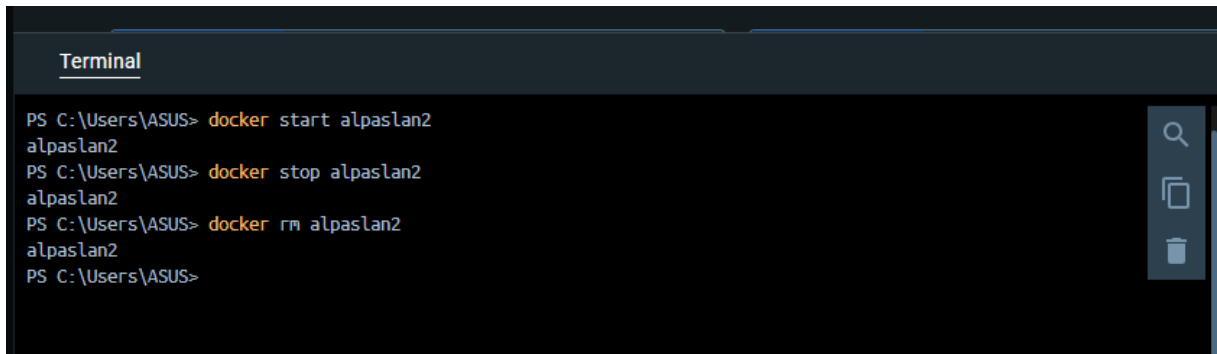 Terminal
PS C:\Users\ASUS> docker start alpaslan2
alpaslan2
PS C:\Users\ASUS> docker stop alpaslan2
alpaslan2
PS C:\Users\ASUS> docker rm alpaslan2
alpaslan2
PS C:\Users\ASUS>